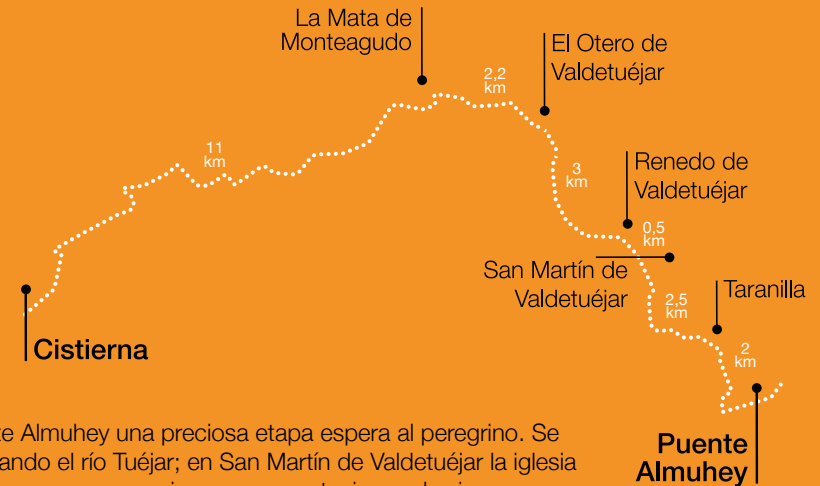 La Mata de
Monteagudo
El Otero de
Valdetuéjar
2,2
km
11
km
3
km
Renedo de
Valdetuéjar
0,5
km
San Martín de
Valdetuéjar
2,5
km
Taranilla
2
km
Cistierna
Puente
Almuhey
te Almuhey una preciosa etapa espera al peregrino. Se
ando el río Tuéjar; en San Martín de Valdetuéjar la iglesia